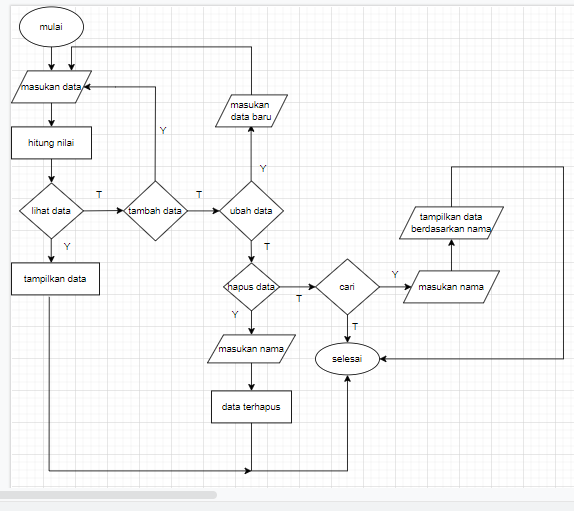 mulai
masukan data
masukan
data baru
hitung nilai
Y
Y
T
T
lihat data
tambah data
ubah data
tampilkan data
berdasarkan nama
Y
T
tampilkan data
hapus data
cari
Y
masukan nama
T
Y
T
masukan nama
selesai
data terhapus